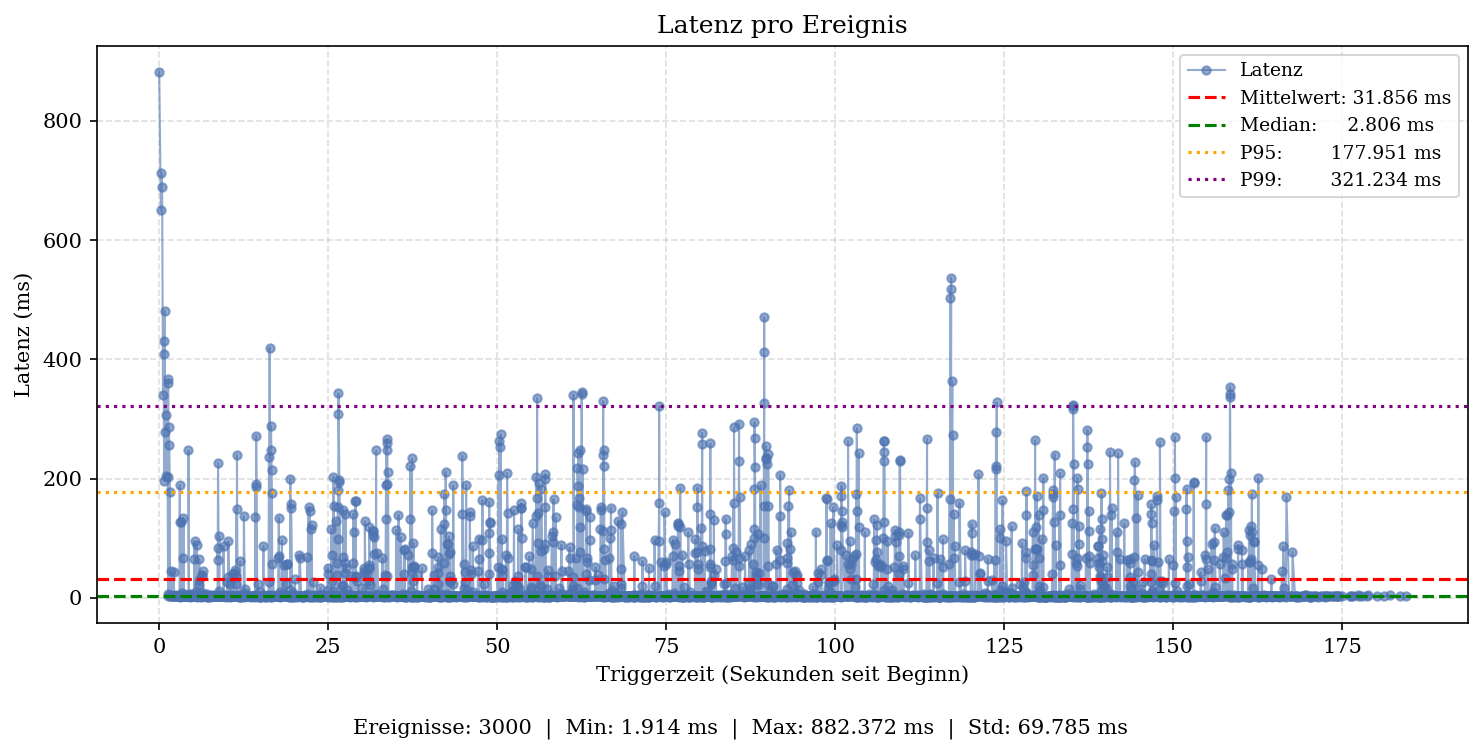 Latenz pro Ereignis
Latenz (ms)
800
600
400
200
0
Latenz
Mittelwert: 31.856 ms
Median: 2.806 ms
P95: 177.951 ms
P99: 321.234 ms
0 25 50 75 100 125 150 175
Triggerzeit (Sekunden seit Beginn)
Ereignisse: 3000 | Min: 1.914 ms | Max: 882.372 ms | Std: 69.785 ms